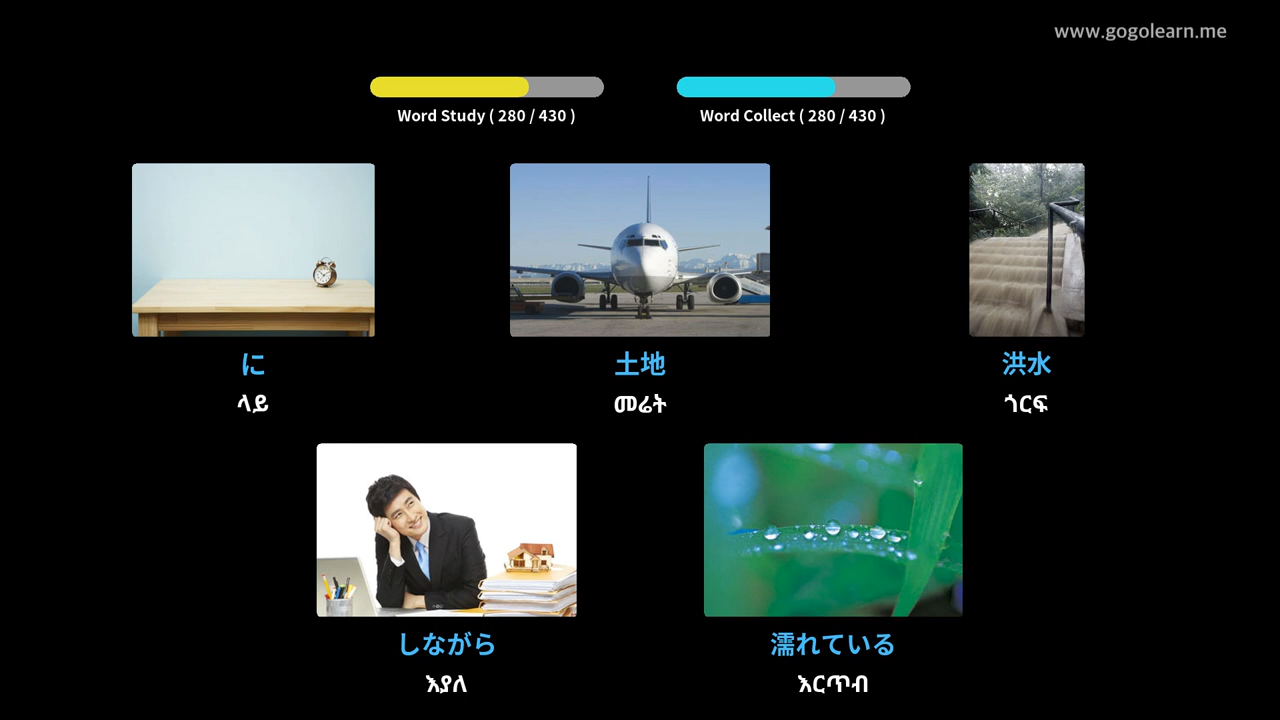 www.gogolearn.me
Word Study ( 280 / 430 )
Word Collect ( 280 / 430 )
に
ላይ
土地
መሬት
洪水
ጎርፍ
しながら
እያለ
濡れている
እርጥብ